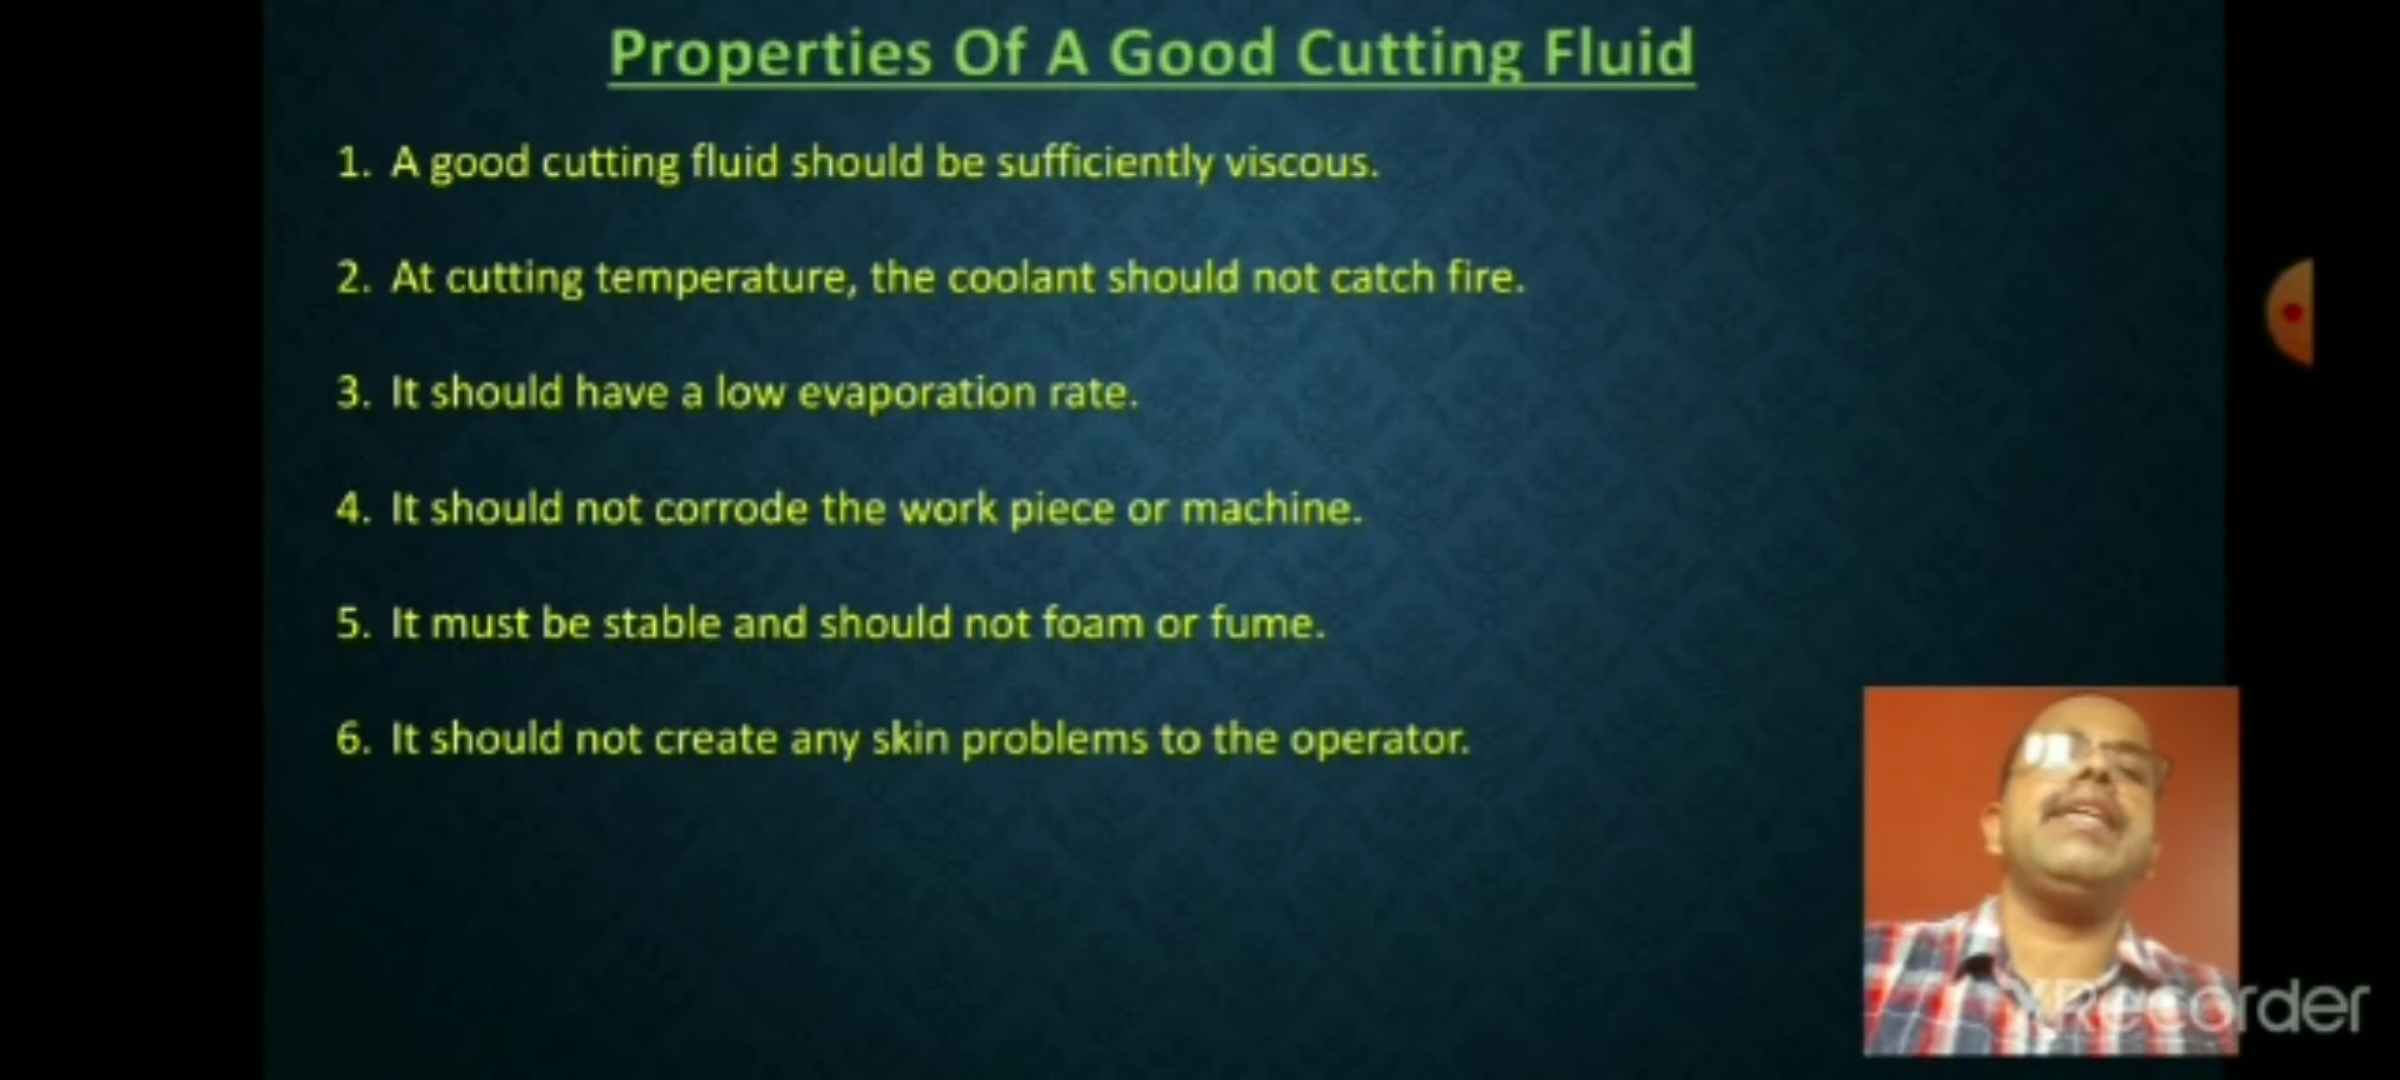 Properties Of A Good Cutting Fluid
1. A good cutting fluid should be sufficiently viscous.
2. At cutting temperature, the coolant should not catch fire.
3. It should have a low evaporation rate.
4. It should not corrode the work piece or machine.
5. It must be stable and should not foam or fume.
6. It should not create any skin problems to the operator.
XRecorder